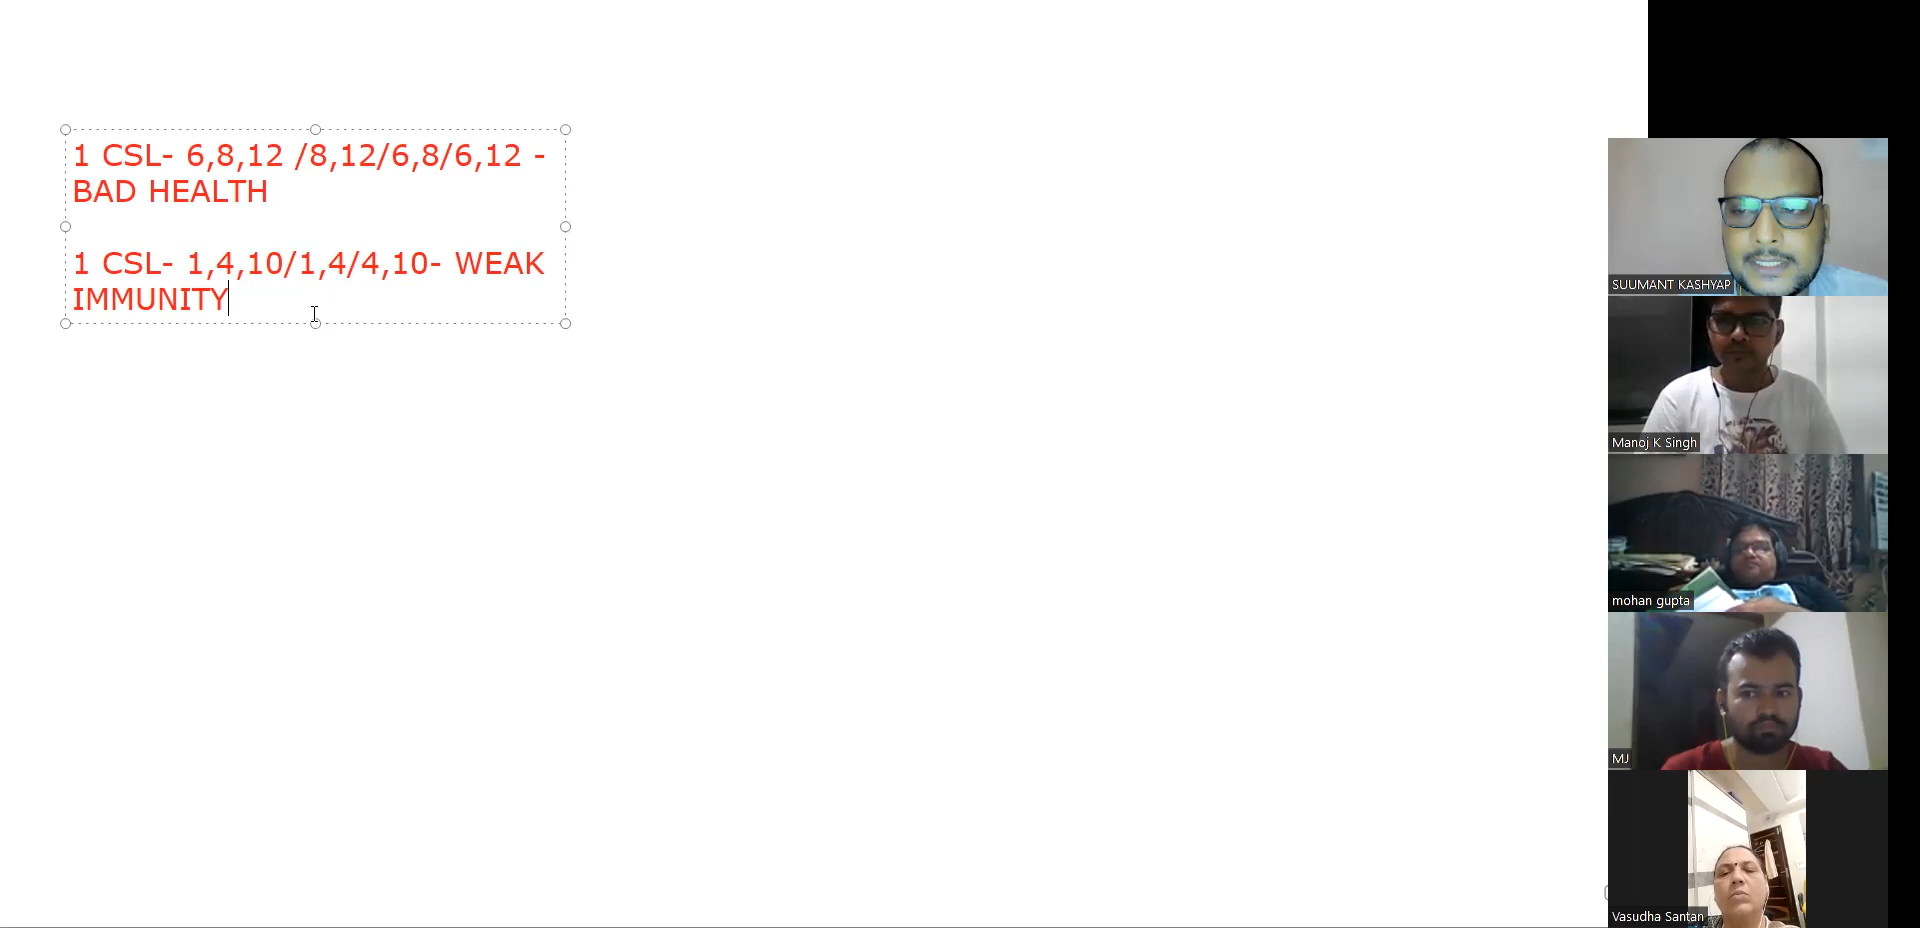 1 CSL- 6,8,12 /8,12/6,8/6,12 -
BAD HEALTH
1 CSL- 1,4,10/1,4/4,10- WEAK
IMMUNITY
SUUMANT KASHYAP
Manoj K Singh
mohan gupta
MJ
Vasudha Santan